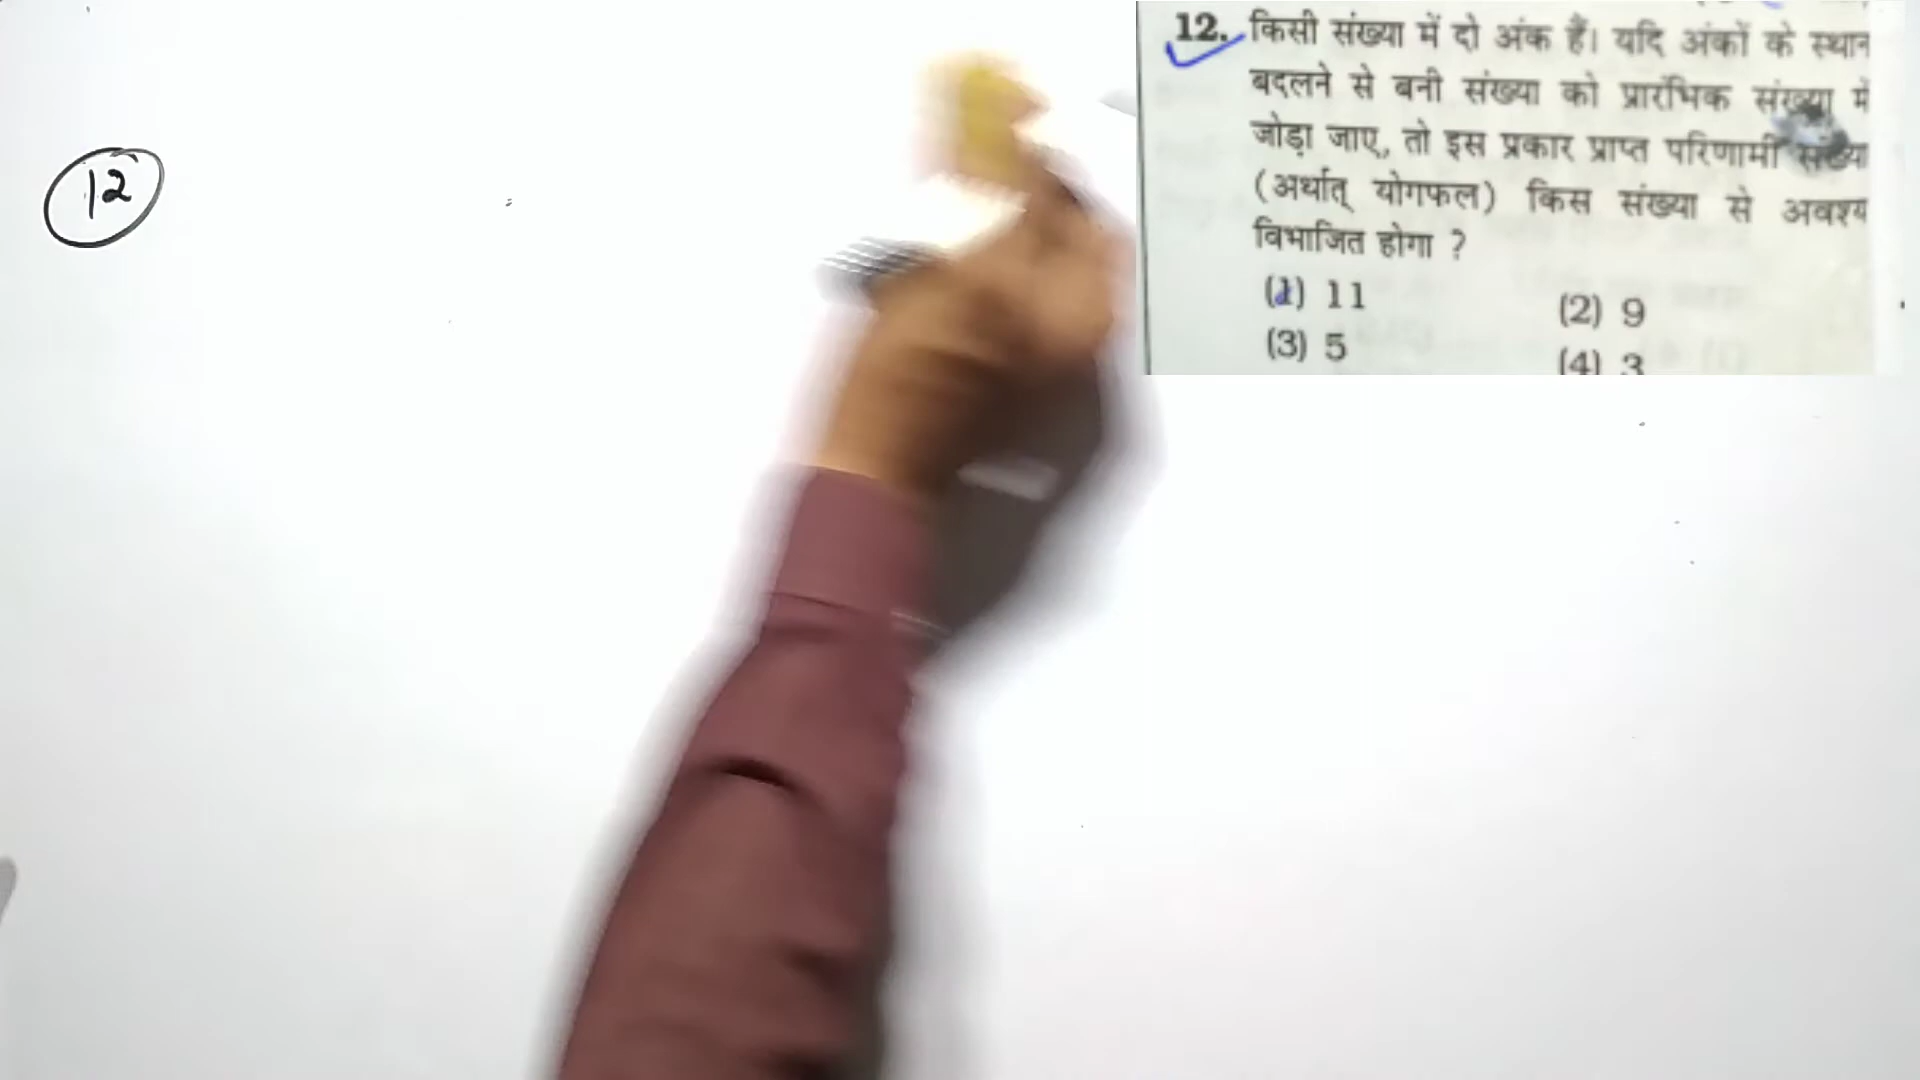 12
12. किसी संख्या में दो अंक हैं। यदि अंकों के स्थान
बदलने से बनी संख्या को प्रारंभिक संख्या में
जोड़ा जाए, तो इस प्रकार प्राप्त परिणामी संख्या
(अर्थात् योगफल) किस संख्या से अवश्य
विभाजित होगा ?
(1) 11 (2) 9
(3) 5 (4) 3